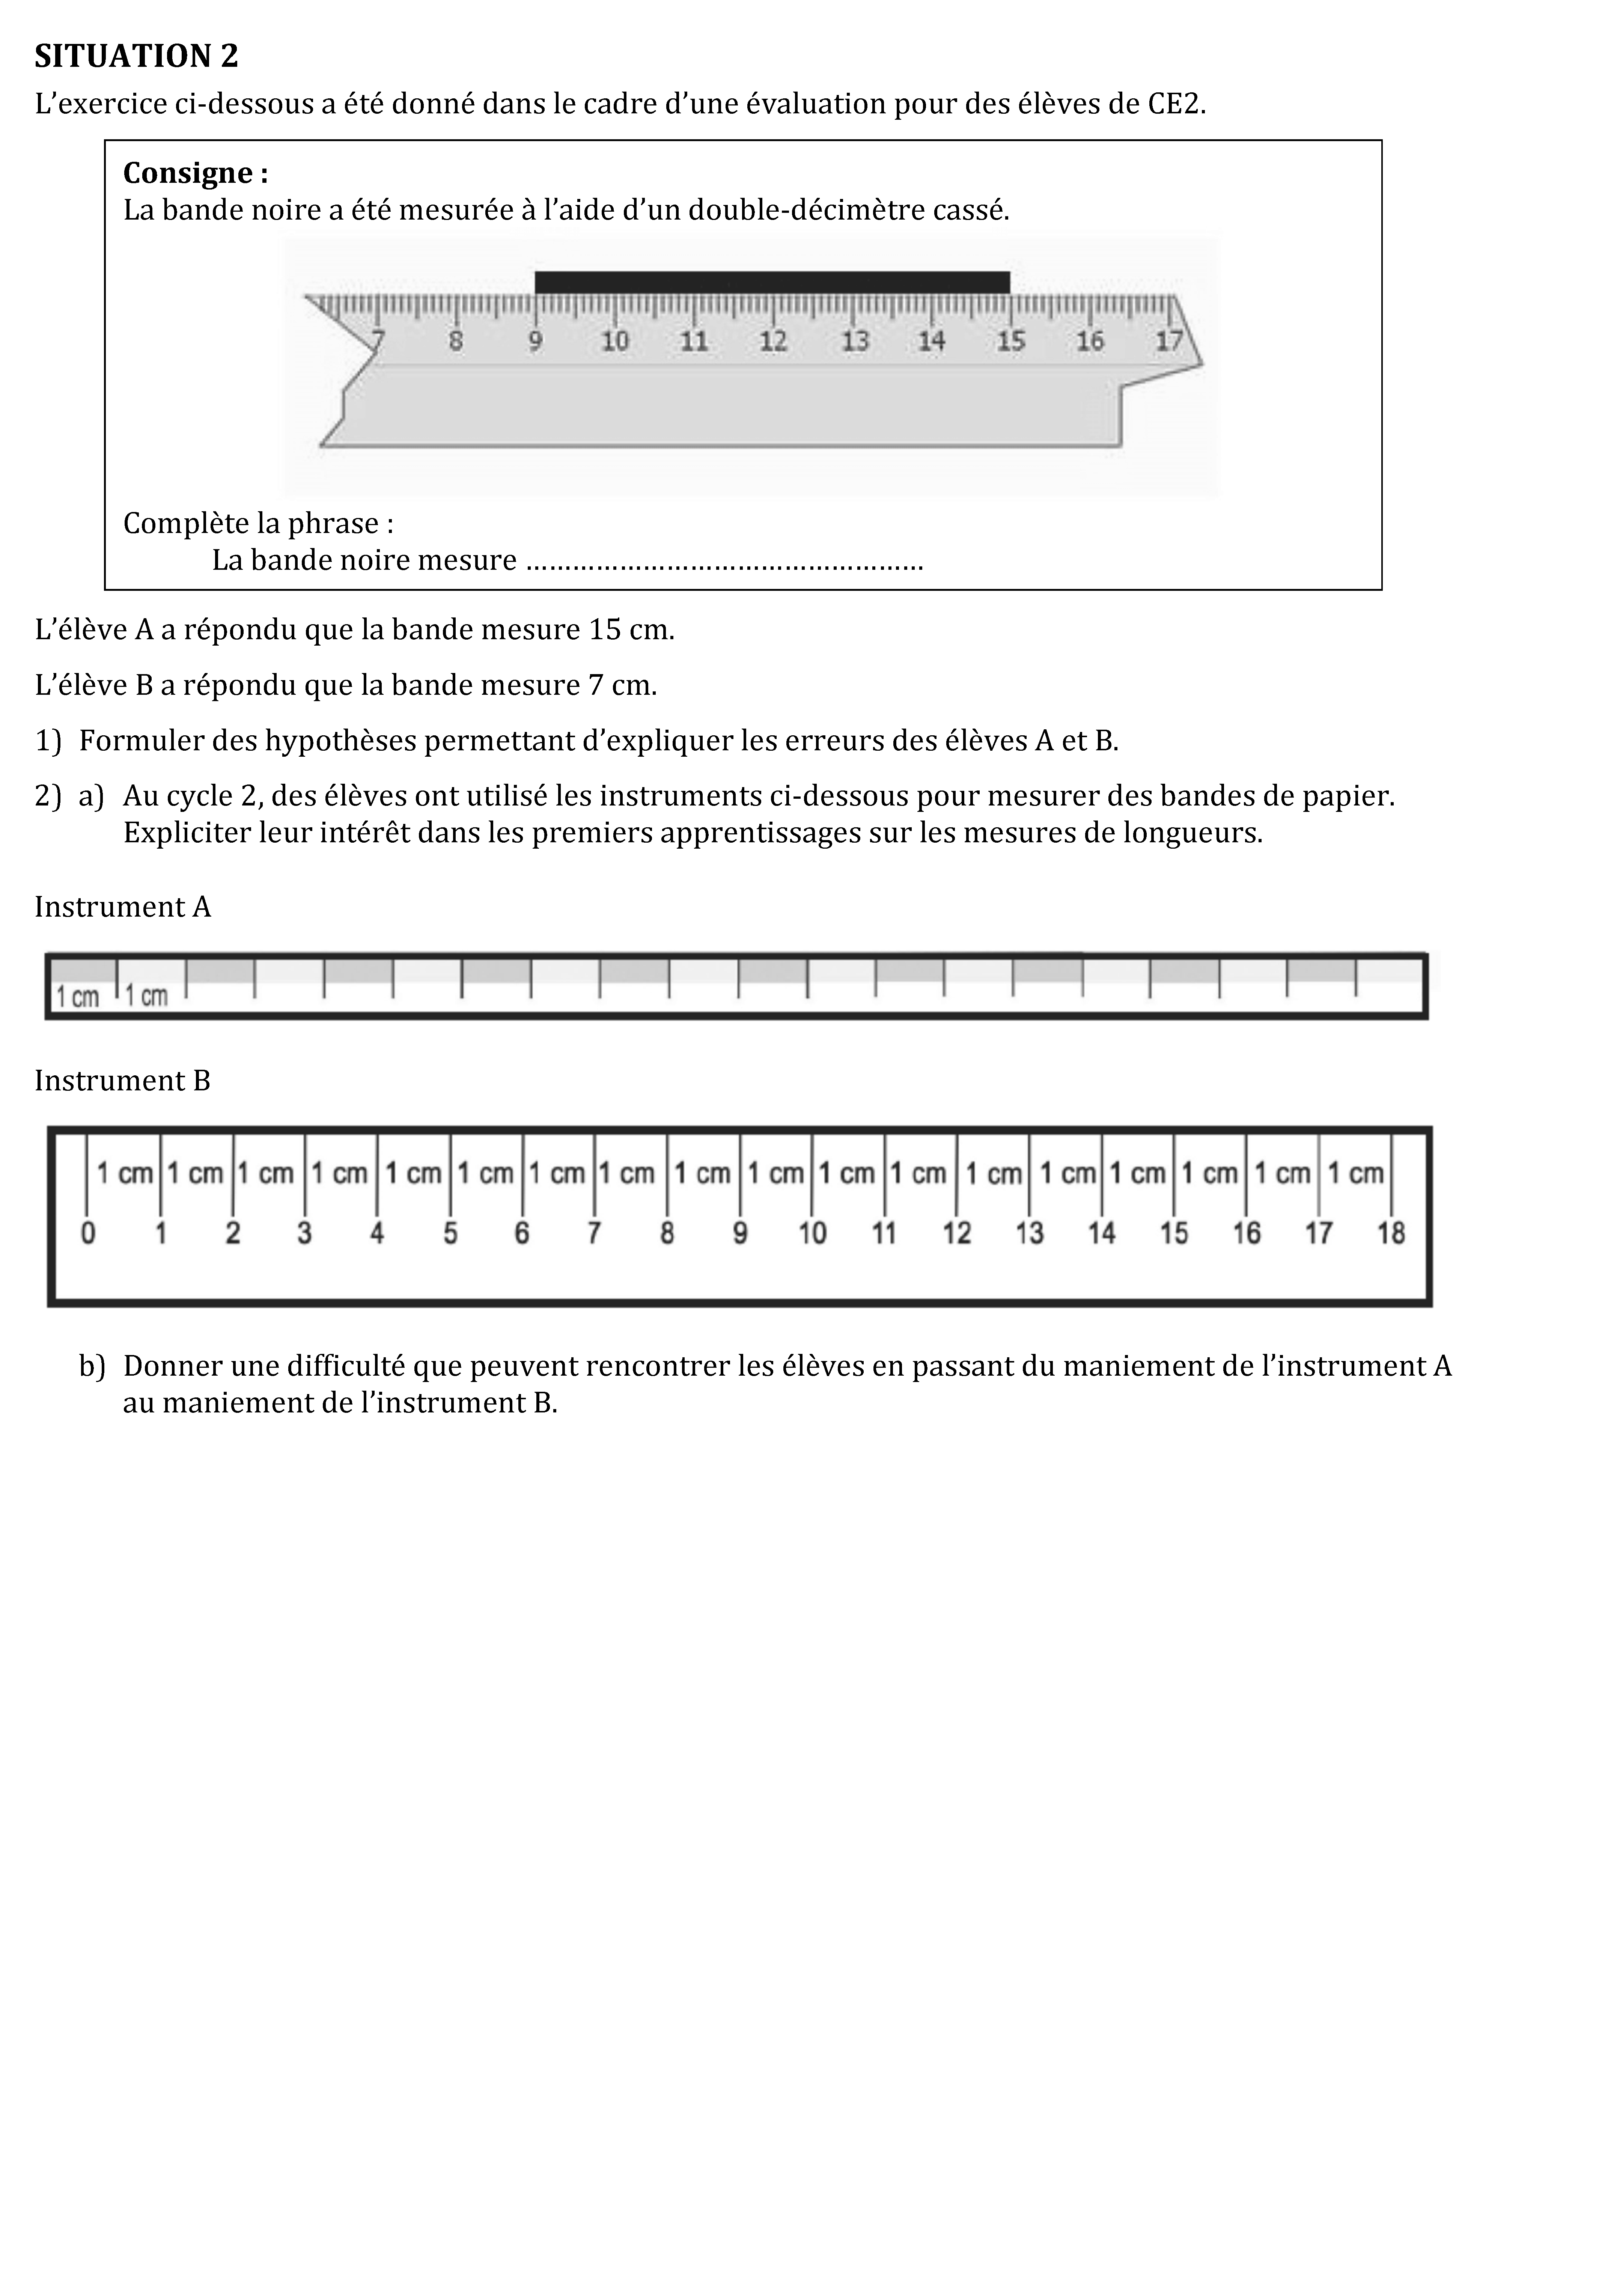 SITUATION 2
L’exercice ci-dessous a été donné dans le cadre d’une évaluation pour des élèves de CE2.
Consigne :
La bande noire a été mesurée à l’aide d’un double-décimètre cassé.
7 8 9 10 11 12 13 14 15 16 17
Complète la phrase :
La bande noire mesure ……………………………………………
L’élève A a répondu que la bande mesure 15 cm.
L’élève B a répondu que la bande mesure 7 cm.
1) Formuler des hypothèses permettant d’expliquer les erreurs des élèves A et B.
2) a) Au cycle 2, des élèves ont utilisé les instruments ci-dessous pour mesurer des bandes de papier.
Expliciter leur intérêt dans les premiers apprentissages sur les mesures de longueurs.
Instrument A
1 cm 1 cm
Instrument B
1 cm 1 cm 1 cm 1 cm 1 cm 1 cm 1 cm 1 cm 1 cm 1 cm 1 cm 1 cm 1 cm 1 cm 1 cm 1 cm 1 cm 1 cm
0 1 2 3 4 5 6 7 8 9 10 11 12 13 14 15 16 17 18
b) Donner une difficulté que peuvent rencontrer les élèves en passant du maniement de l’instrument A
au maniement de l’instrument B.